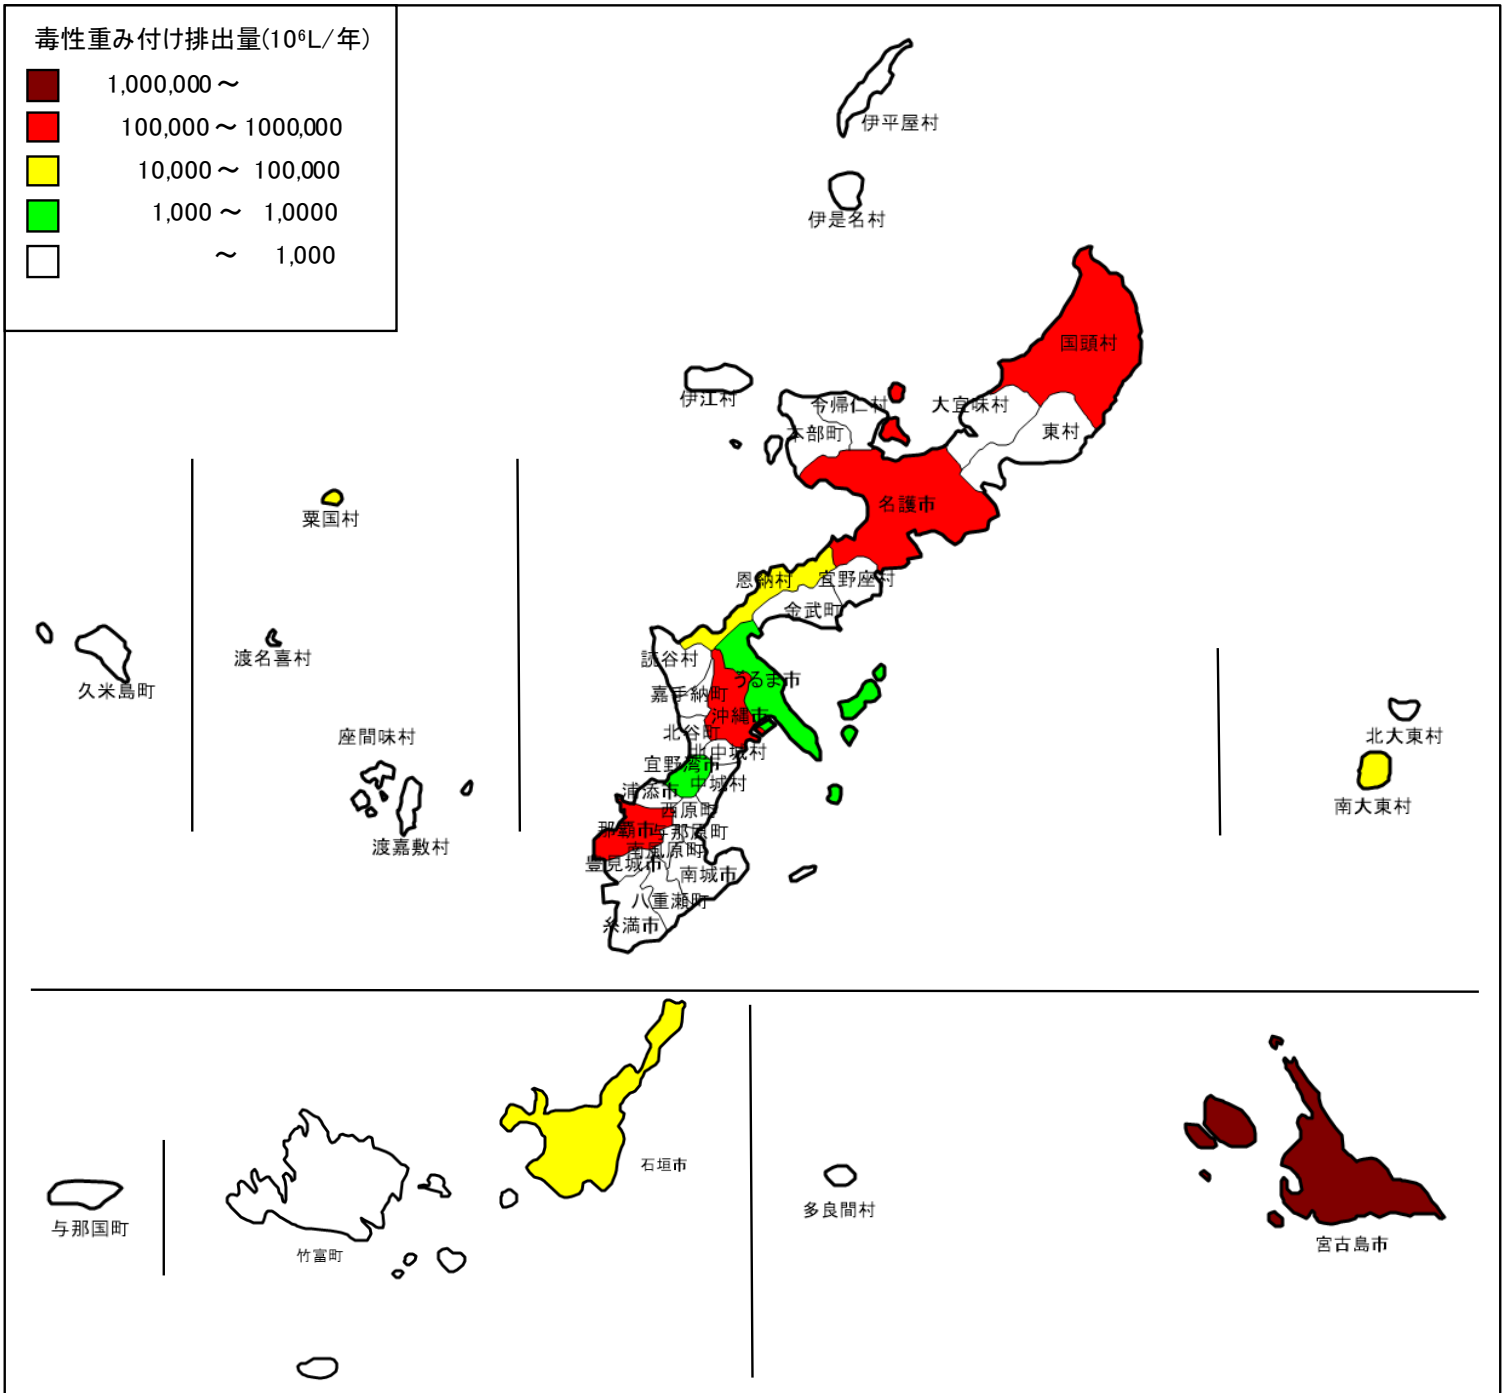 毒性重み付け排出量(10⁶L/年)
1,000,000～
100,000～1000,000
10,000～ 100,000
1,000～ 1,0000
～ 1,000
伊平屋村
伊是名村
国頭村
伊江村
今帰仁村
大宜味村
本部町
東村
名護市
粟国村
恩納村
宜野座村
金武町
渡名喜村
読谷村
久米島町
嘉手納町
うるま市
沖縄市
座間味村
北谷町
北中城村
北大東村
宜野湾市
中城村
浦添市
南大東村
西原町
那覇市
与那原町
渡嘉敷村
南風原町
豊見城市
南城市
八重瀬町
糸満市
石垣市
与那国町
竹富町
多良間村
宮古島市